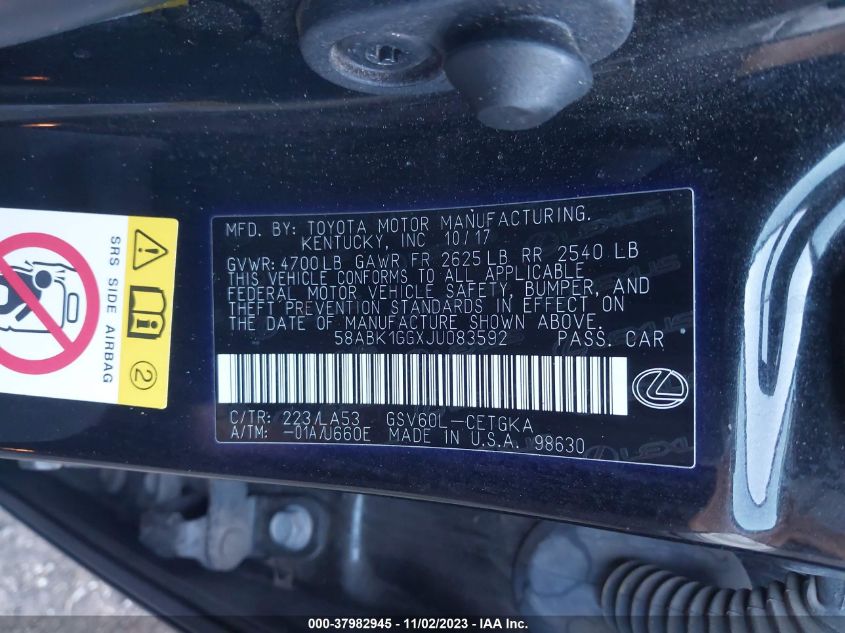 MFD. BY: TOYOTA MOTOR MANUFACTURING.
KENTUCKY, INC 10/17
GVWR: 4700LB GAWR FR 2625LB RR 2540 LB
THIS VEHICLE CONFORMS TO ALL APPLICABLE
FEDERAL MOTOR VEHICLE SAFETY, BUMPER, AND
THEFT PREVENTION STANDARDS IN EFFECT ON
THE DATE OF MANUFACTURE SHOWN ABOVE.
58ABK1GGXJU083592 PASS. CAR
C/TR: 223/LA53 GSV60L-CETGKA
A/TM: -01A/U660E MADE IN U.S.A. 98630
SRS SIDE AIRBAG
2
000-37982945 - 11/02/2023 - IAA Inc.